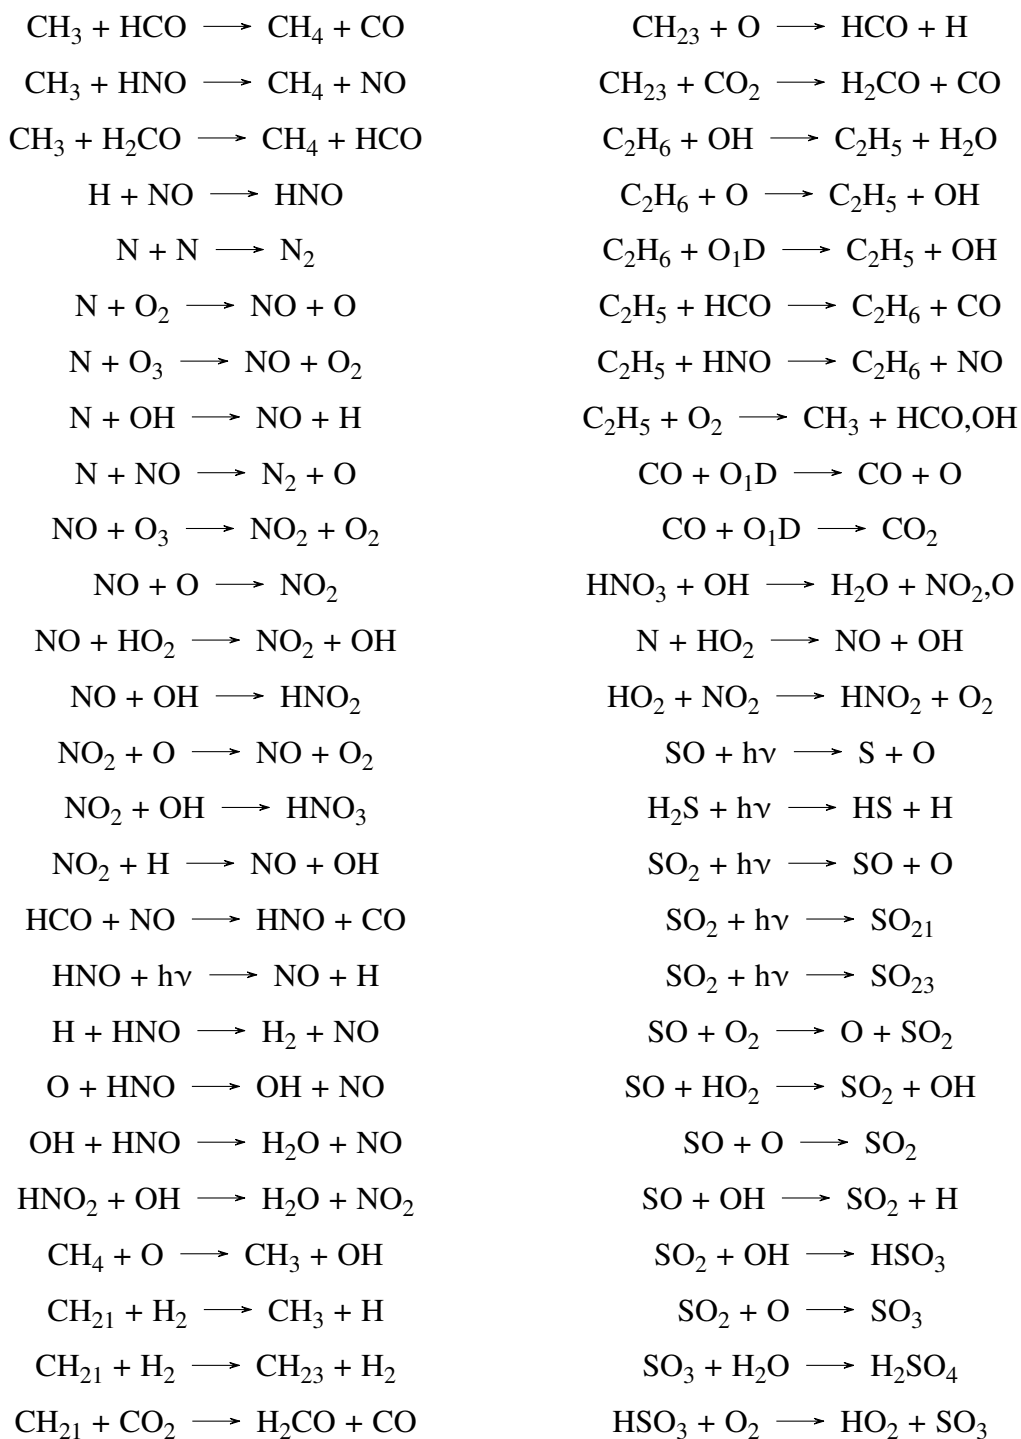 CH₃ + HCO ⟶ CH₄ + CO
CH₃ + HNO ⟶ CH₄ + NO
CH₃ + H₂CO ⟶ CH₄ + HCO
H + NO ⟶ HNO
N + N ⟶ N₂
N + O₂ ⟶ NO + O
N + O₃ ⟶ NO + O₂
N + OH ⟶ NO + H
N + NO ⟶ N₂ + O
NO + O₃ ⟶ NO₂ + O₂
NO + O ⟶ NO₂
NO + HO₂ ⟶ NO₂ + OH
NO + OH ⟶ HNO₂
NO₂ + O ⟶ NO + O₂
NO₂ + OH ⟶ HNO₃
NO₂ + H ⟶ NO + OH
HCO + NO ⟶ HNO + CO
HNO + hν ⟶ NO + H
H + HNO ⟶ H₂ + NO
O + HNO ⟶ OH + NO
OH + HNO ⟶ H₂O + NO
HNO₂ + OH ⟶ H₂O + NO₂
CH₄ + O ⟶ CH₃ + OH
CH₂₁ + H₂ ⟶ CH₃ + H
CH₂₁ + H₂ ⟶ CH₂₃ + H₂
CH₂₁ + CO₂ ⟶ H₂CO + CO
CH₂₃ + O ⟶ HCO + H
CH₂₃ + CO₂ ⟶ H₂CO + CO
C₂H₆ + OH ⟶ C₂H₅ + H₂O
C₂H₆ + O ⟶ C₂H₅ + OH
C₂H₆ + O₁D ⟶ C₂H₅ + OH
C₂H₅ + HCO ⟶ C₂H₆ + CO
C₂H₅ + HNO ⟶ C₂H₆ + NO
C₂H₅ + O₂ ⟶ CH₃ + HCO,OH
CO + O₁D ⟶ CO + O
CO + O₁D ⟶ CO₂
HNO₃ + OH ⟶ H₂O + NO₂,O
N + HO₂ ⟶ NO + OH
HO₂ + NO₂ ⟶ HNO₂ + O₂
SO + hν ⟶ S + O
H₂S + hν ⟶ HS + H
SO₂ + hν ⟶ SO + O
SO₂ + hν ⟶ SO₂₁
SO₂ + hν ⟶ SO₂₃
SO + O₂ ⟶ O + SO₂
SO + HO₂ ⟶ SO₂ + OH
SO + O ⟶ SO₂
SO + OH ⟶ SO₂ + H
SO₂ + OH ⟶ HSO₃
SO₂ + O ⟶ SO₃
SO₃ + H₂O ⟶ H₂SO₄
HSO₃ + O₂ ⟶ HO₂ + SO₃